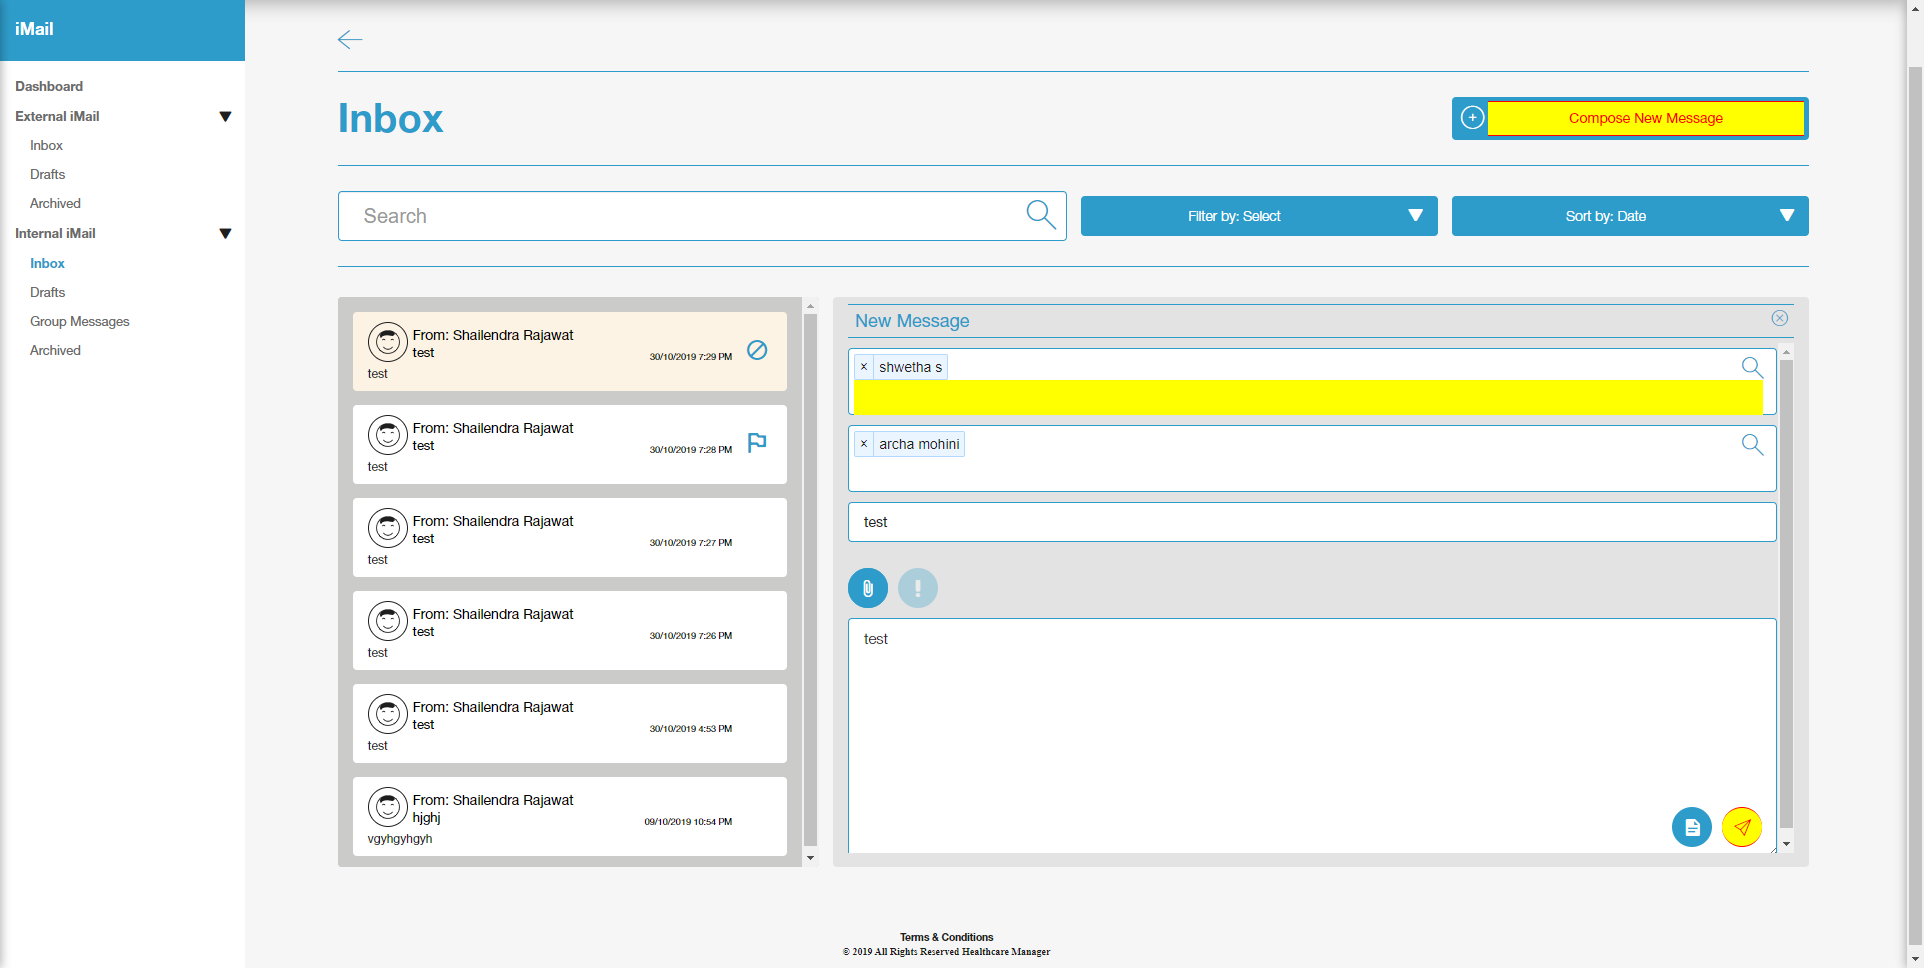 iMail
Dashboard
External iMail
Inbox
Drafts
Archived
Internal iMail
Inbox
Drafts
Group Messages
Archived
Inbox
Compose New Message
Search
Filter by: Select
Sort by: Date
From: Shailendra Rajawat
test
30/10/2019 7:29 PM
test
From: Shailendra Rajawat
test
30/10/2019 7:28 PM
test
From: Shailendra Rajawat
test
30/10/2019 7:27 PM
test
From: Shailendra Rajawat
test
30/10/2019 7:26 PM
test
From: Shailendra Rajawat
test
30/10/2019 4:53 PM
test
From: Shailendra Rajawat
hjghj
09/10/2019 10:54 PM
vgyhgyhgyh
New Message
× shwetha s
× archa mohini
test
test
Terms & Conditions
© 2019 All Rights Reserved Healthcare Manager